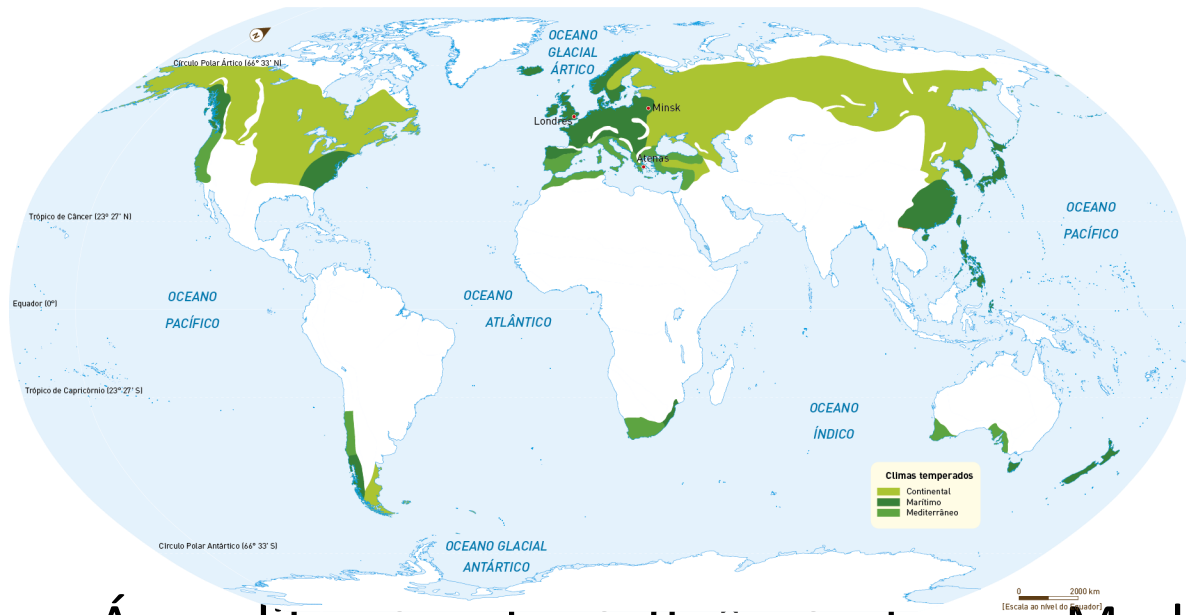 OCEANO
GLACIAL
ÁRTICO
Círculo Polar Ártico (66° 33' N)
Minsk
Londres
Atenas
Trópico de Câncer (23° 27' N)
OCEANO
PACÍFICO
Equador (0°)
OCEANO
PACÍFICO
OCEANO
ATLÂNTICO
Trópico de Capricórnio (23° 27' S)
OCEANO
ÍNDICO
Climas temperados
Continental
Marítimo
Mediterrâneo
Círculo Polar Antártico (66° 33' S)
OCEANO GLACIAL
ANTÁRTICO
0 2000 km
[Escala ao nível do Equador]
N